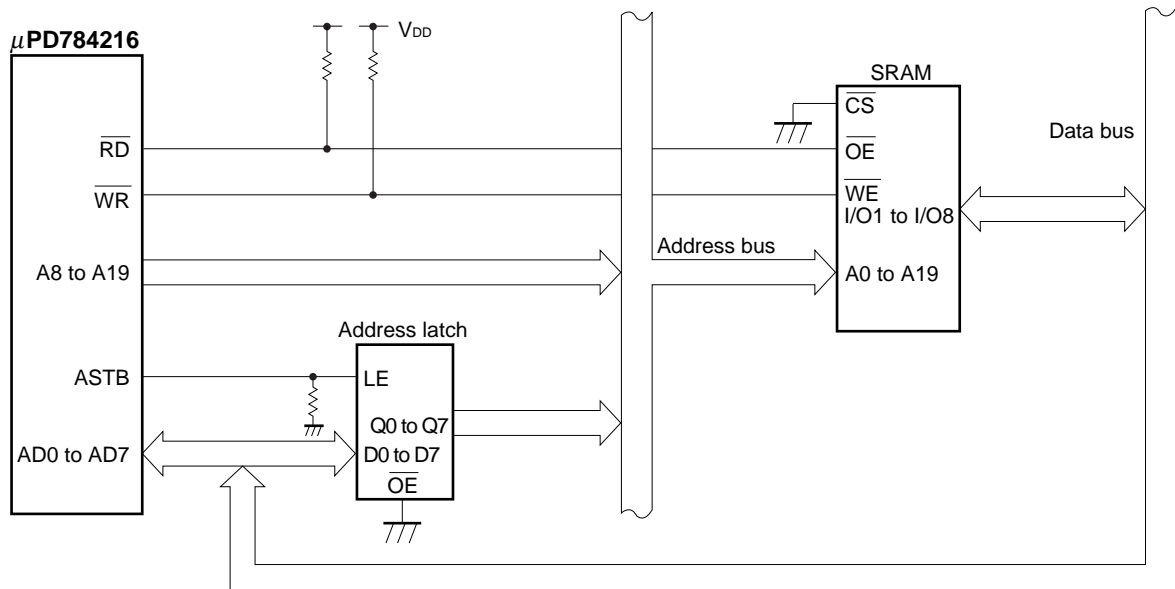 μPD784216
VDD
RD
WR
A8 to A19
ASTB
AD0 to AD7
Address latch
LE
Q0 to Q7
D0 to D7
OE
Address bus
SRAM
CS
OE
WE
I/O1 to I/O8
A0 to A19
Data bus